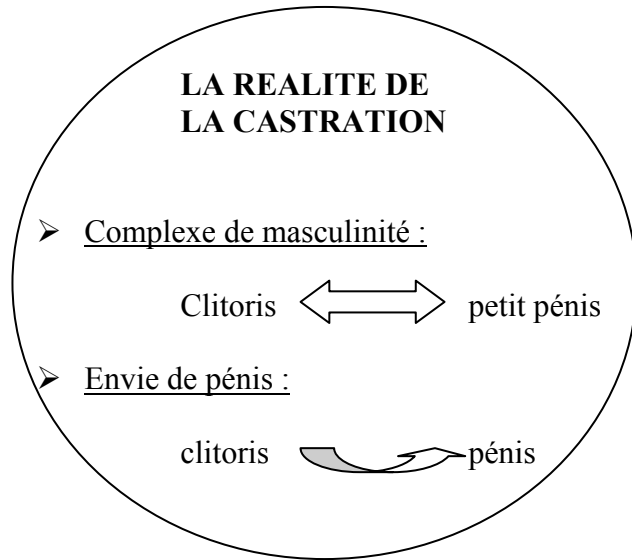 LA REALITE DE
LA CASTRATION
➢ Complexe de masculinité :
Clitoris petit pénis
➢ Envie de pénis :
clitoris pénis